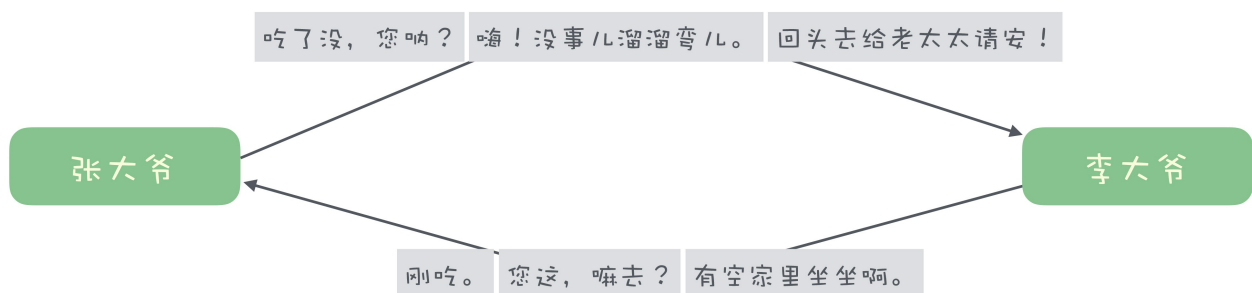 吃了没，您呐？ 嗨！没事儿溜溜弯儿。 回头去给老太太请安！
张大爷
李大爷
刚吃。 您这，嘛去？ 有空家里坐坐啊。